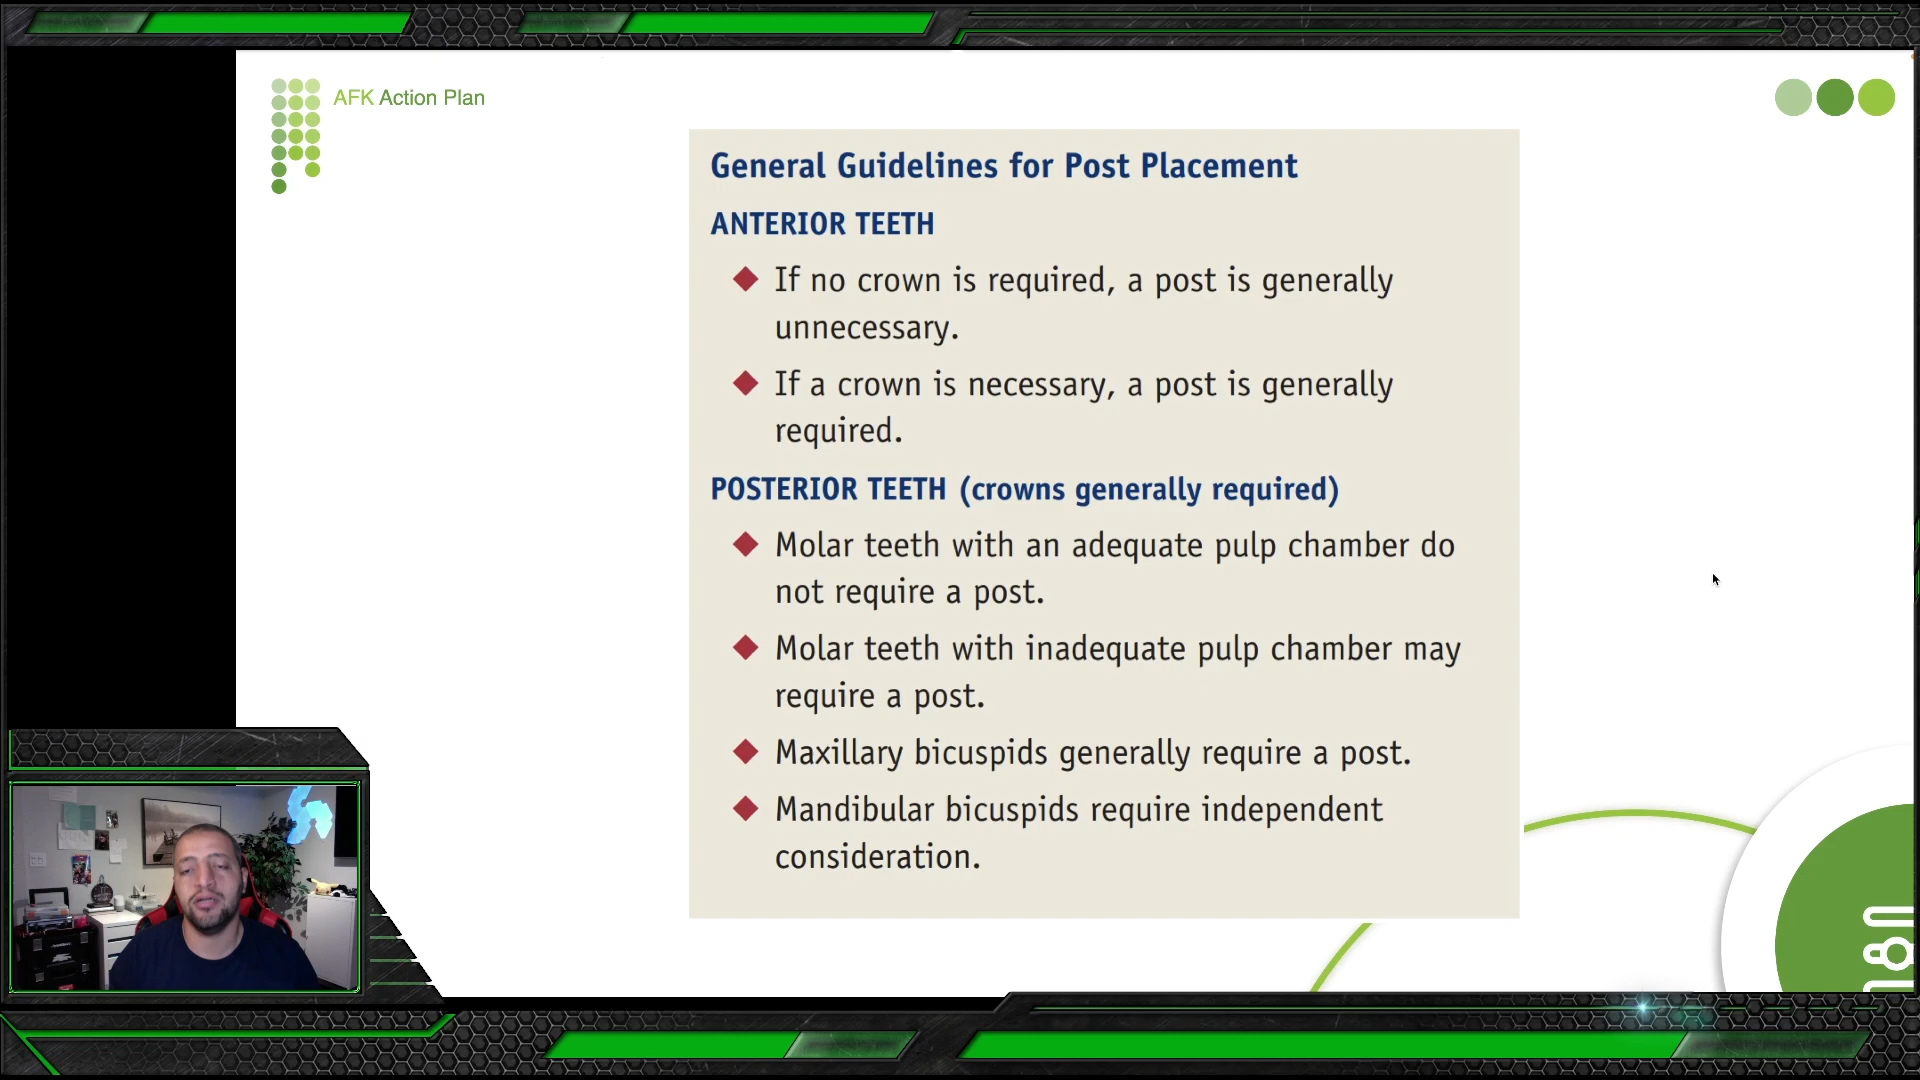 AFK Action Plan
General Guidelines for Post Placement
ANTERIOR TEETH
If no crown is required, a post is generally
unnecessary.
If a crown is necessary, a post is generally
required.
POSTERIOR TEETH (crowns generally required)
Molar teeth with an adequate pulp chamber do
not require a post.
Molar teeth with inadequate pulp chamber may
require a post.
Maxillary bicuspids generally require a post.
Mandibular bicuspids require independent
consideration.